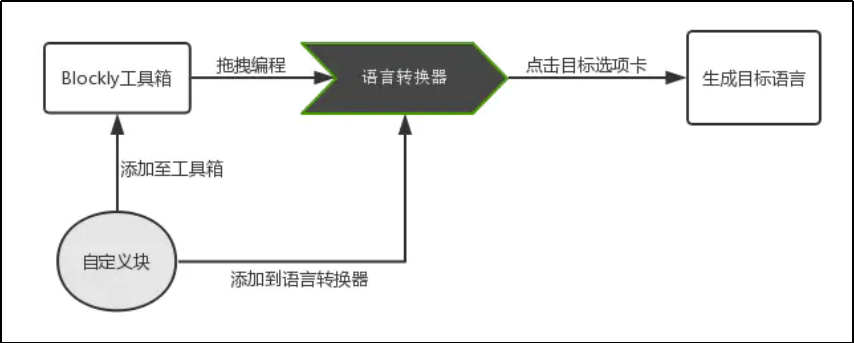 Blockly工具箱
拖拽编程
语言转换器
点击目标选项卡
生成目标语言
添加至工具箱
自定义块
添加到语言转换器